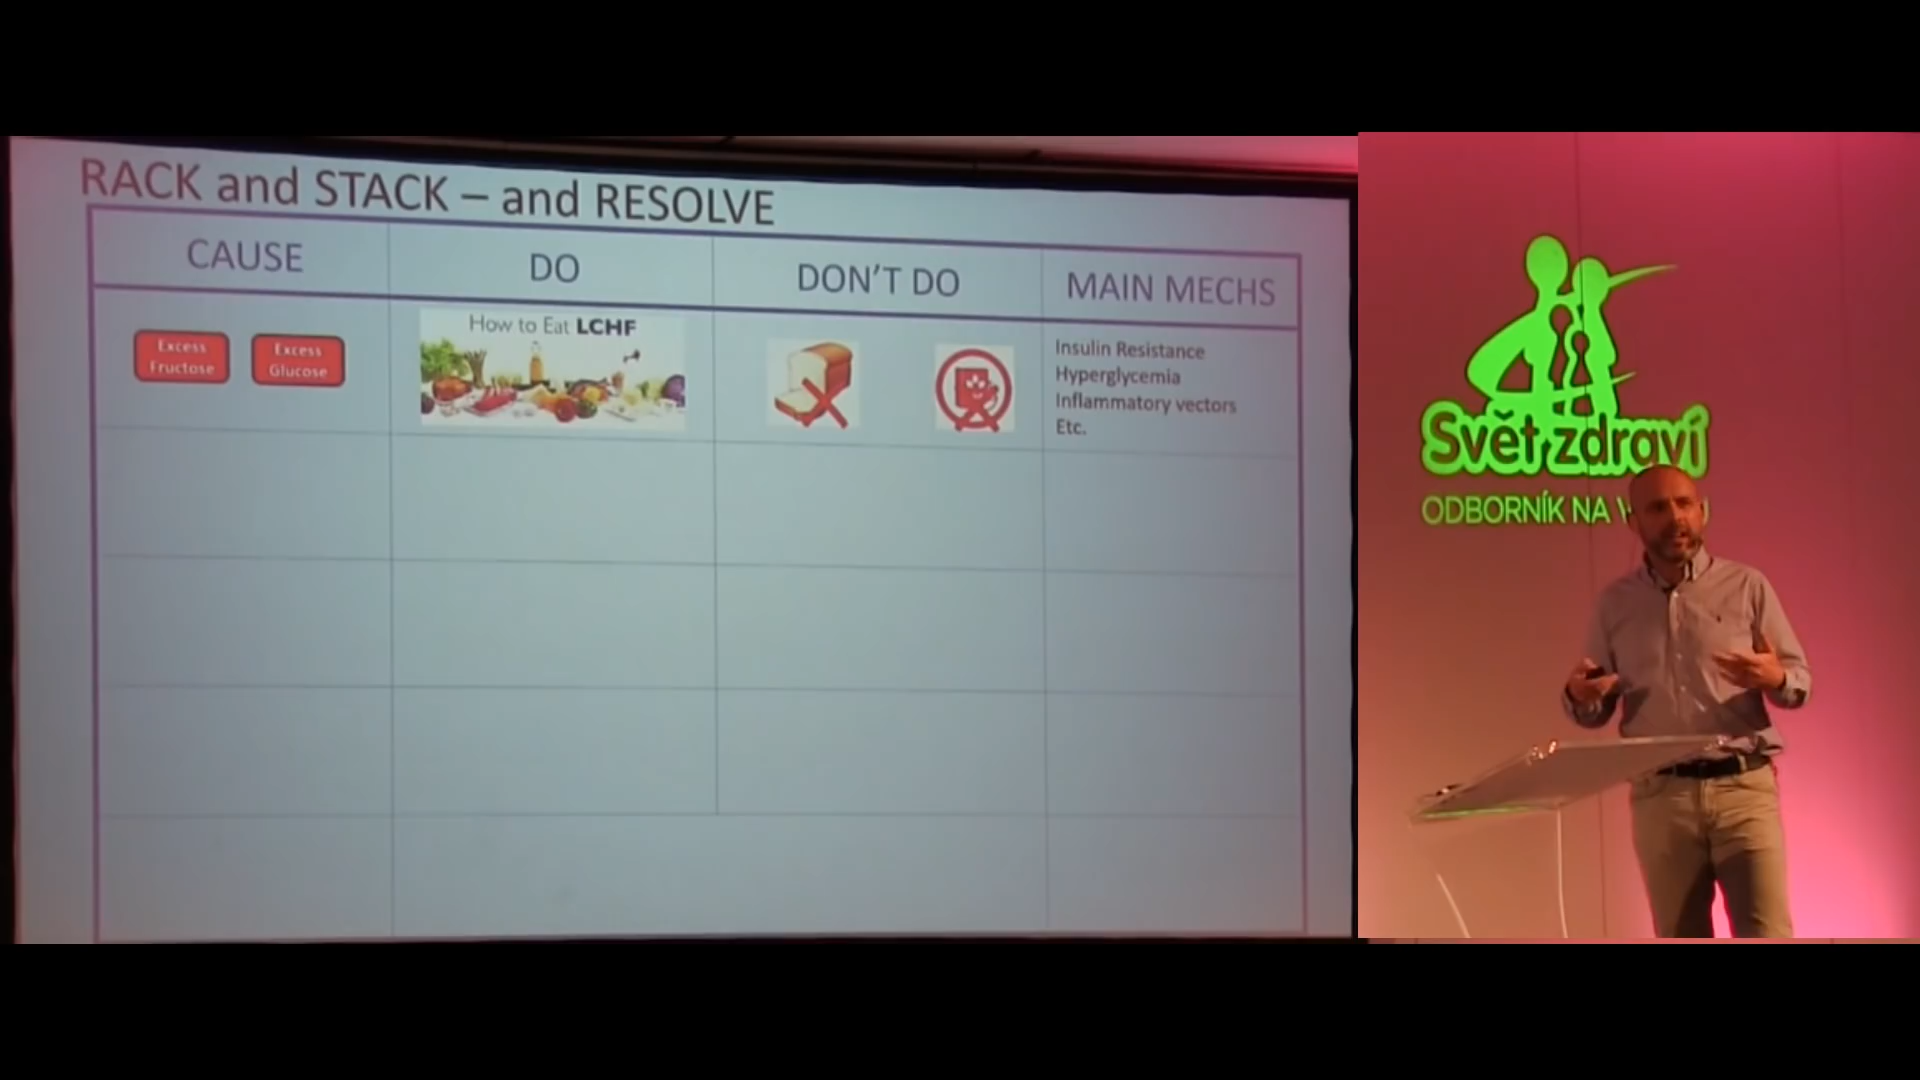 RACK and STACK – and RESOLVE
CAUSE
DO
DON'T DO
MAIN MECHS
Excess
Fructose
Excess
Glucose
How to Eat LCHF
Insulin Resistance
Hyperglycemia
Inflammatory vectors
Etc.
Svět zdraví
ODBORNÍK NA